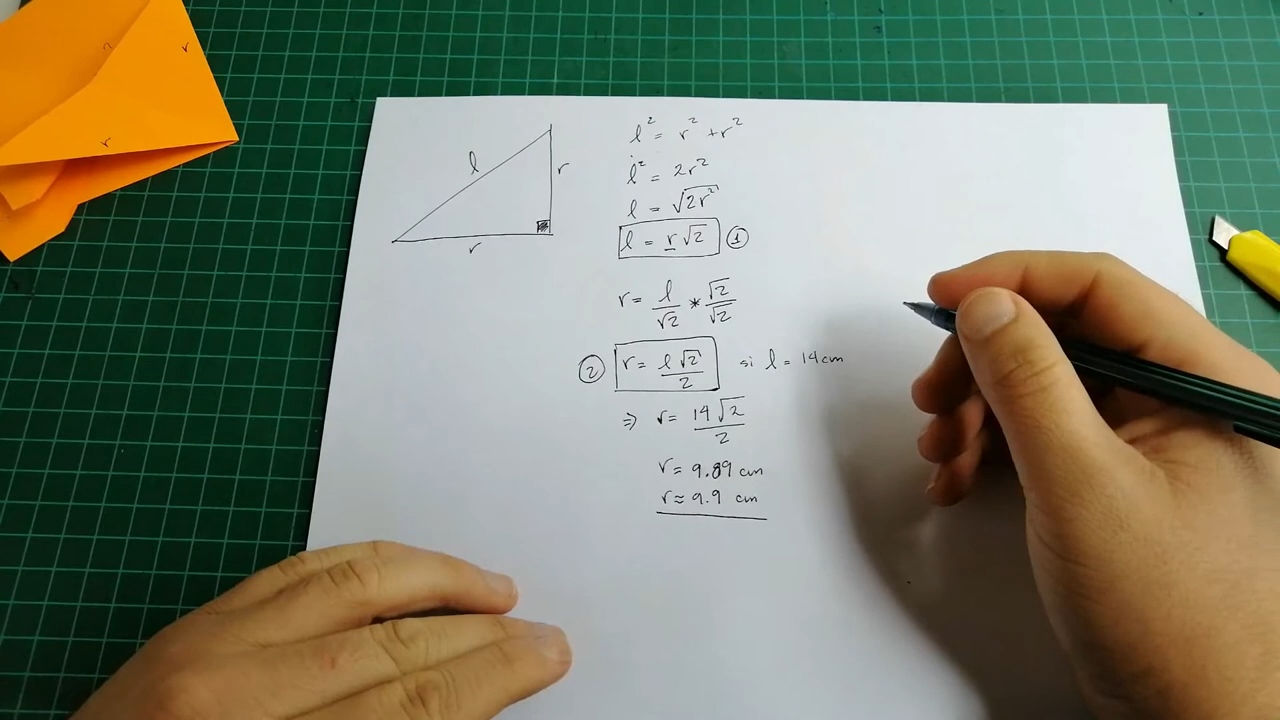 r r
r
l r
r
l² = r² + r²
l² = 2r²
l = √2r²
l = r√2 ①
r = l/√2 * √2/√2
② r = l√2/2 si l = 14 cm
⇒ r = 14√2/2
r = 9.89 cm
r ≈ 9.9 cm